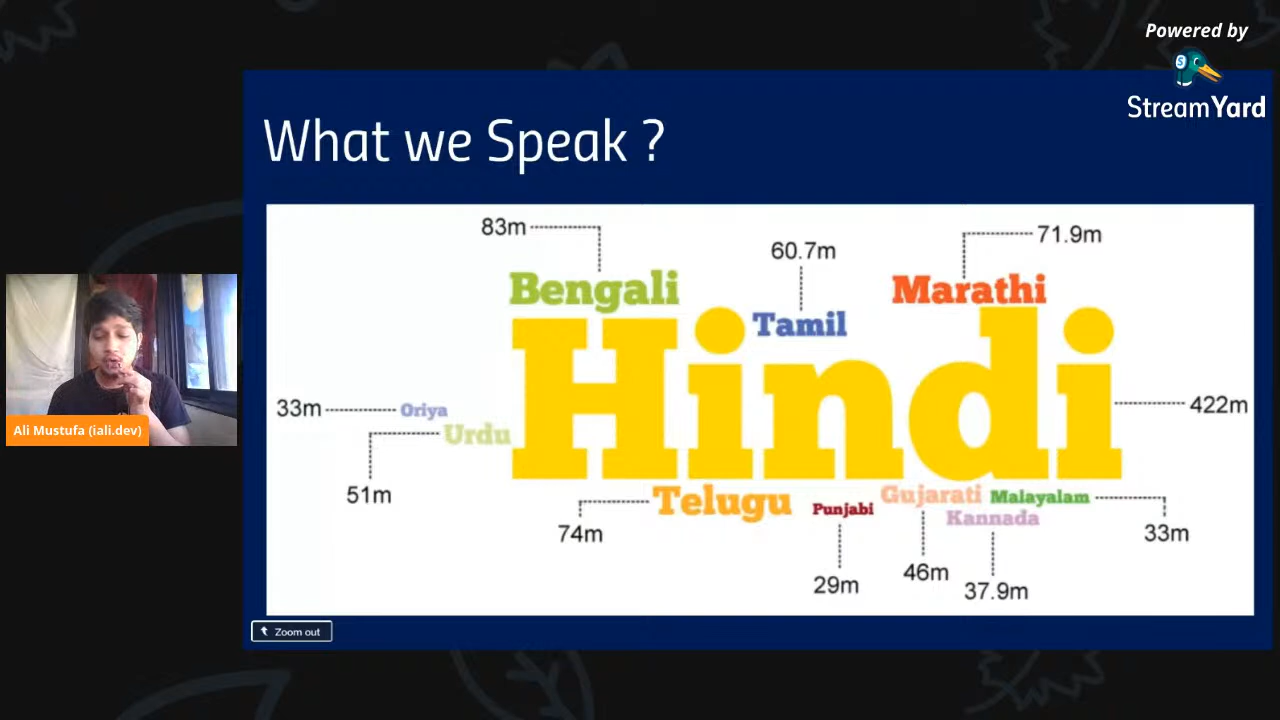 Powered by
StreamYard
What we Speak ?
83m
60.7m
71.9m
Bengali
Tamil
Marathi
Hindi
422m
33m
Oriya
Urdu
51m
Telugu
74m
Punjabi
29m
Gujarati
46m
Malayalam
33m
Kannada
37.9m
Ali Mustufa (iali.dev)
Zoom out